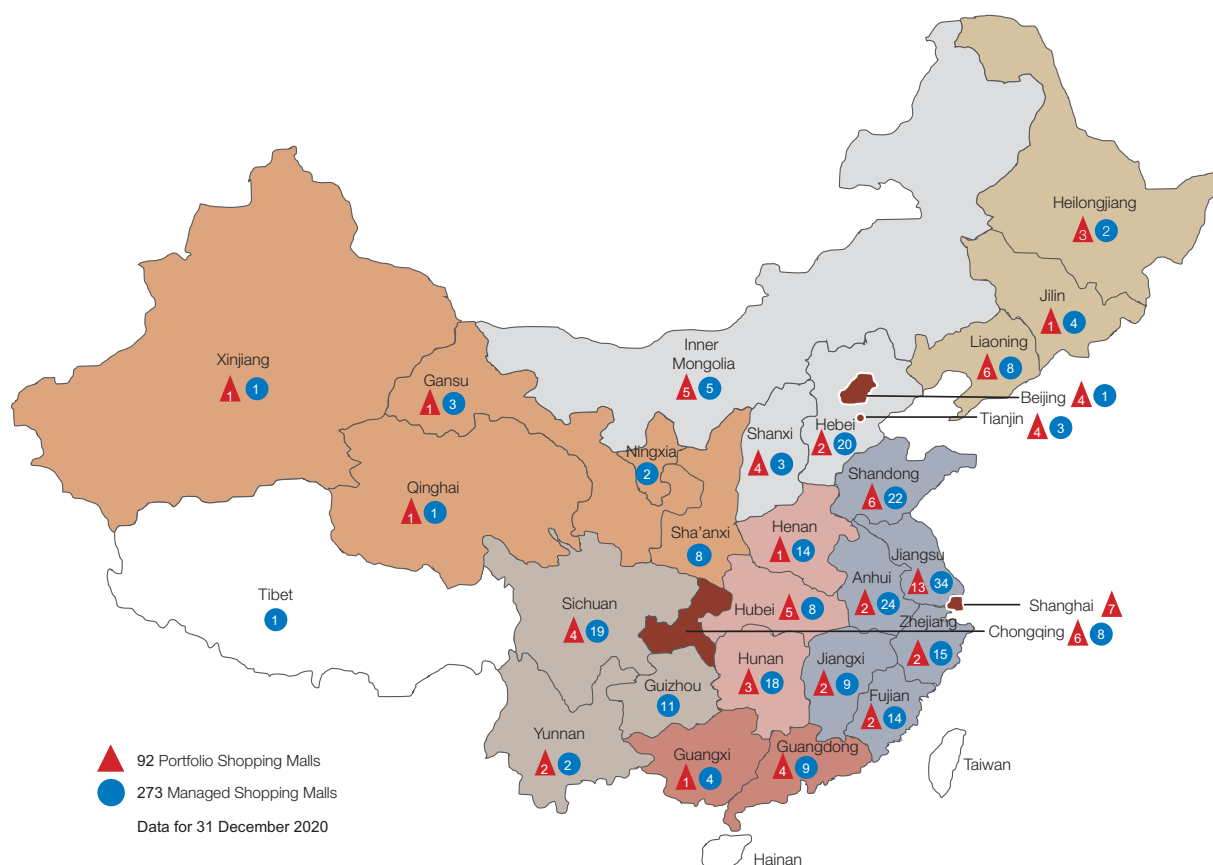 Heilongjiang
3 2
Jilin
1 4
Liaoning
6 8
Inner
Mongolia
5 5
Xinjiang
1 1
Gansu
1 3
Beijing 4 1
Tianjin 4 3
Hebei
2 20
Shanxi
4 3
Ningxia
2
Shandong
6 22
Qinghai
1 1
Sha'anxi
8
Henan
1 14
Jiangsu
13 34
Anhui
2 24
Tibet
1
Sichuan
4 19
Hubei 5 8
Shanghai 7
Chongqing 6 8
Zhejiang
2 15
Hunan
3 18
Jiangxi
2 9
Guizhou
11
Fujian
2 14
Yunnan
2 2
Guangxi
1 4
Guangdong
4 9
Taiwan
Hainan
92 Portfolio Shopping Malls
273 Managed Shopping Malls
Data for 31 December 2020